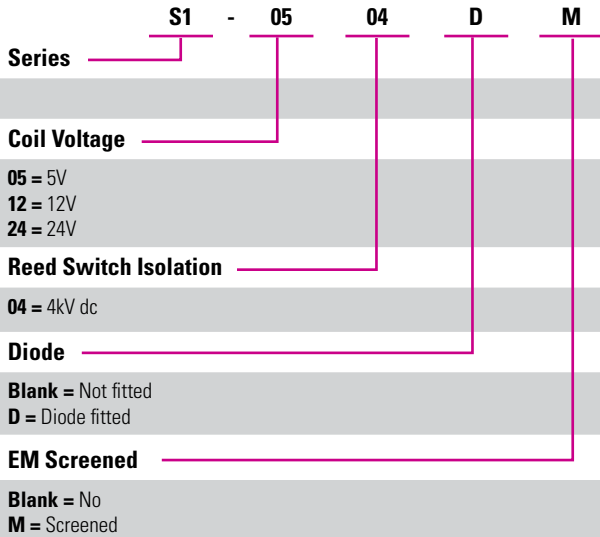 S1 - 05 04 D M
Series
Coil Voltage
05 = 5V
12 = 12V
24 = 24V
Reed Switch Isolation
04 = 4kV dc
Diode
Blank = Not fitted
D = Diode fitted
EM Screened
Blank = No
M = Screened